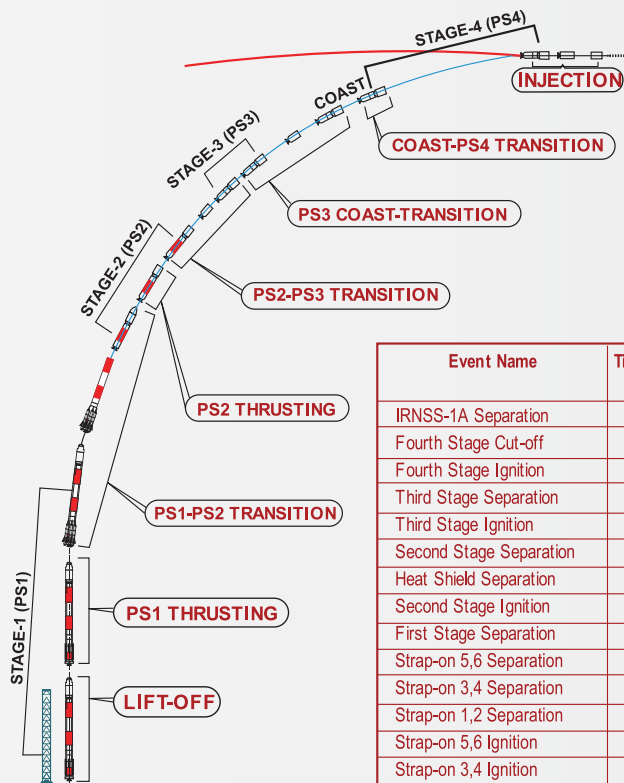 STAGE-4 (PS4)
INJECTION
COAST
COAST-PS4 TRANSITION
STAGE-3 (PS3)
PS3 COAST-TRANSITION
STAGE-2 (PS2)
PS2-PS3 TRANSITION
PS2 THRUSTING
PS1-PS2 TRANSITION
STAGE-1 (PS1)
PS1 THRUSTING
LIFT-OFF
Event Name
IRNSS-1A Separation
Fourth Stage Cut-off
Fourth Stage Ignition
Third Stage Separation
Third Stage Ignition
Second Stage Separation
Heat Shield Separation
Second Stage Ignition
First Stage Separation
Strap-on 5,6 Separation
Strap-on 3,4 Separation
Strap-on 1,2 Separation
Strap-on 5,6 Ignition
Strap-on 3,4 Ignition